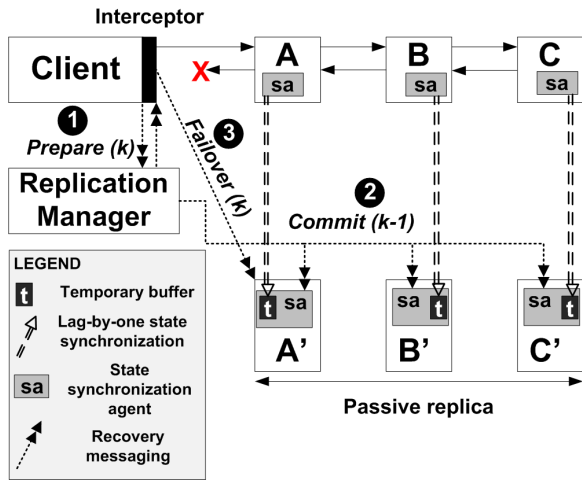 Interceptor
Client
A
B
C
sa
sa
sa
X
1
Prepare (k)
3
Failover (k)
2
Commit (k-1)
Replication
Manager
LEGEND
t
Temporary buffer
Lag-by-one state
synchronization
sa
State
synchronization
agent
Recovery
messaging
t
sa
sa
t
sa
t
A’
B’
C’
Passive replica